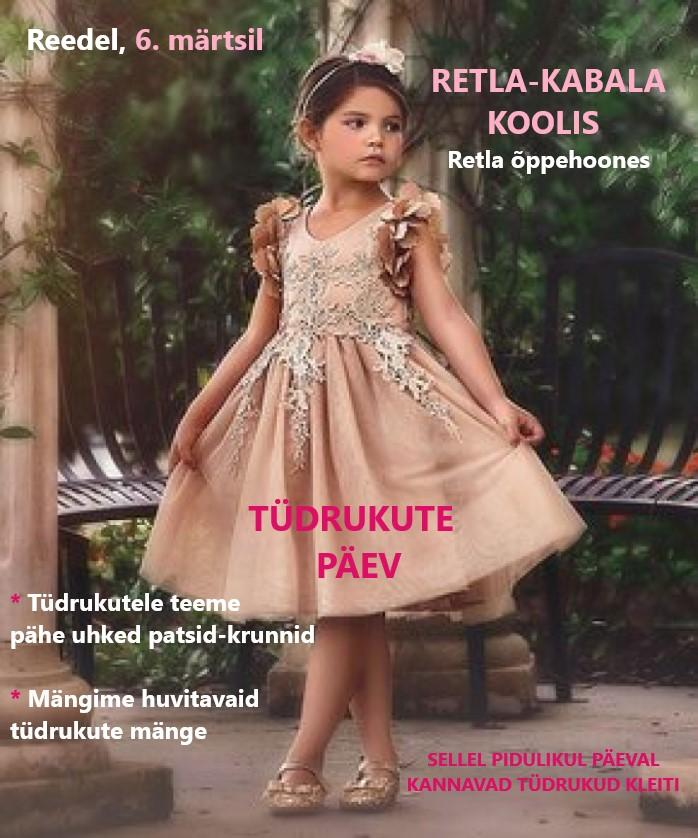 Reedel, 6. märtsil
RETLA-KABALA
KOOLIS
Retla õppehoones
TÜDRUKUTE
PÄEV
* Tüdrukutele teeme
pähe uhked patsid-krunnid
* Mängime huvitavaid
tüdrukute mänge
SELLEL PIDULIKUL PÄEVAL
KANNAVAD TÜDRUKUD KLEITI